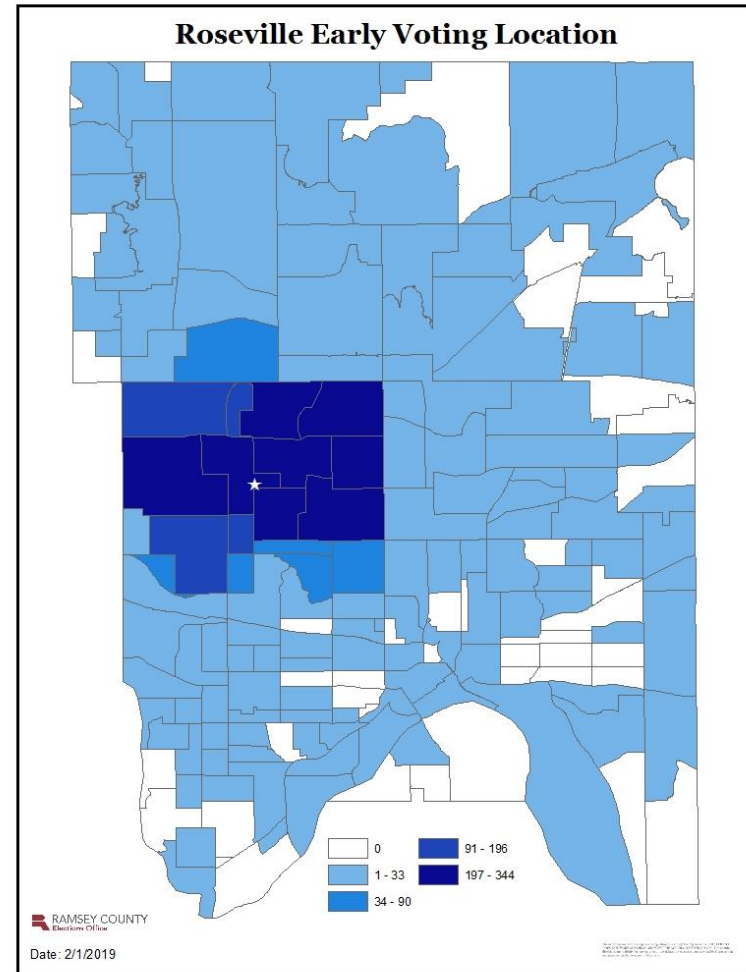 Roseville Early Voting Location
0
1 - 33
34 - 90
91 - 196
197 - 344
RAMSEY COUNTY
Elections Office
Date: 2/1/2019